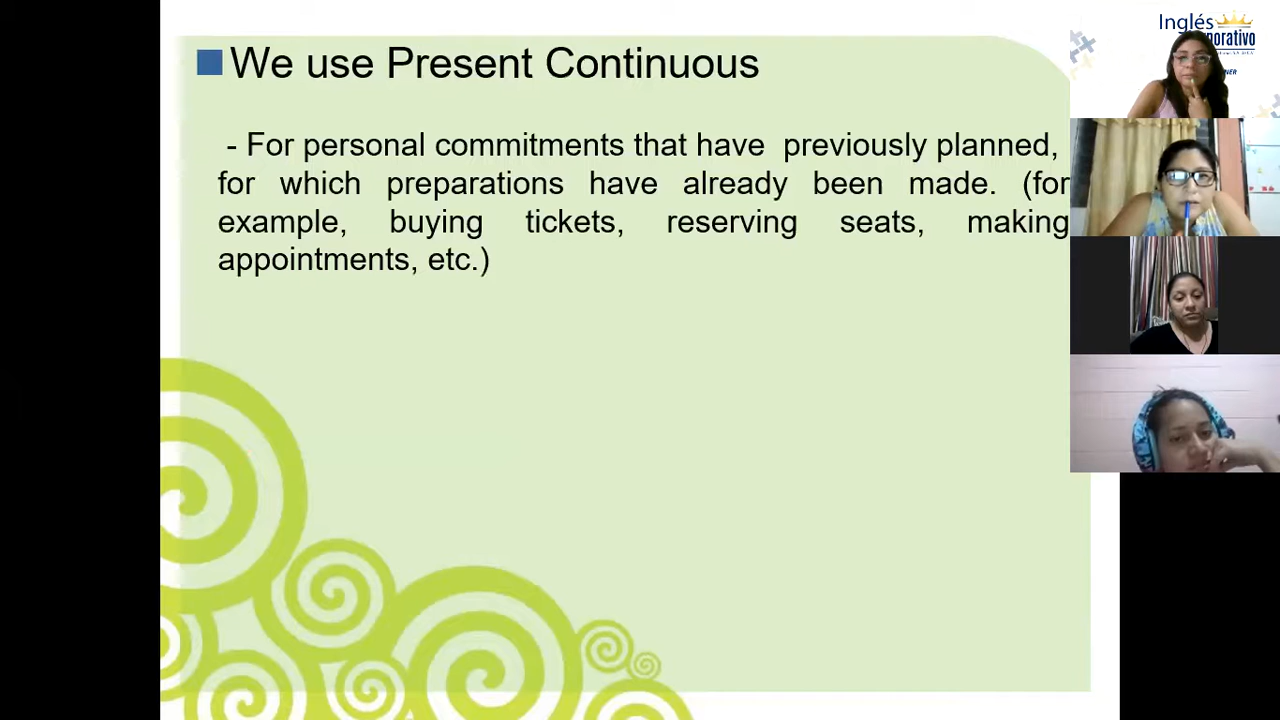 We use Present Continuous
- For personal commitments that have previously planned,
for which preparations have already been made. (for
example, buying tickets, reserving seats, making
appointments, etc.)
Inglés